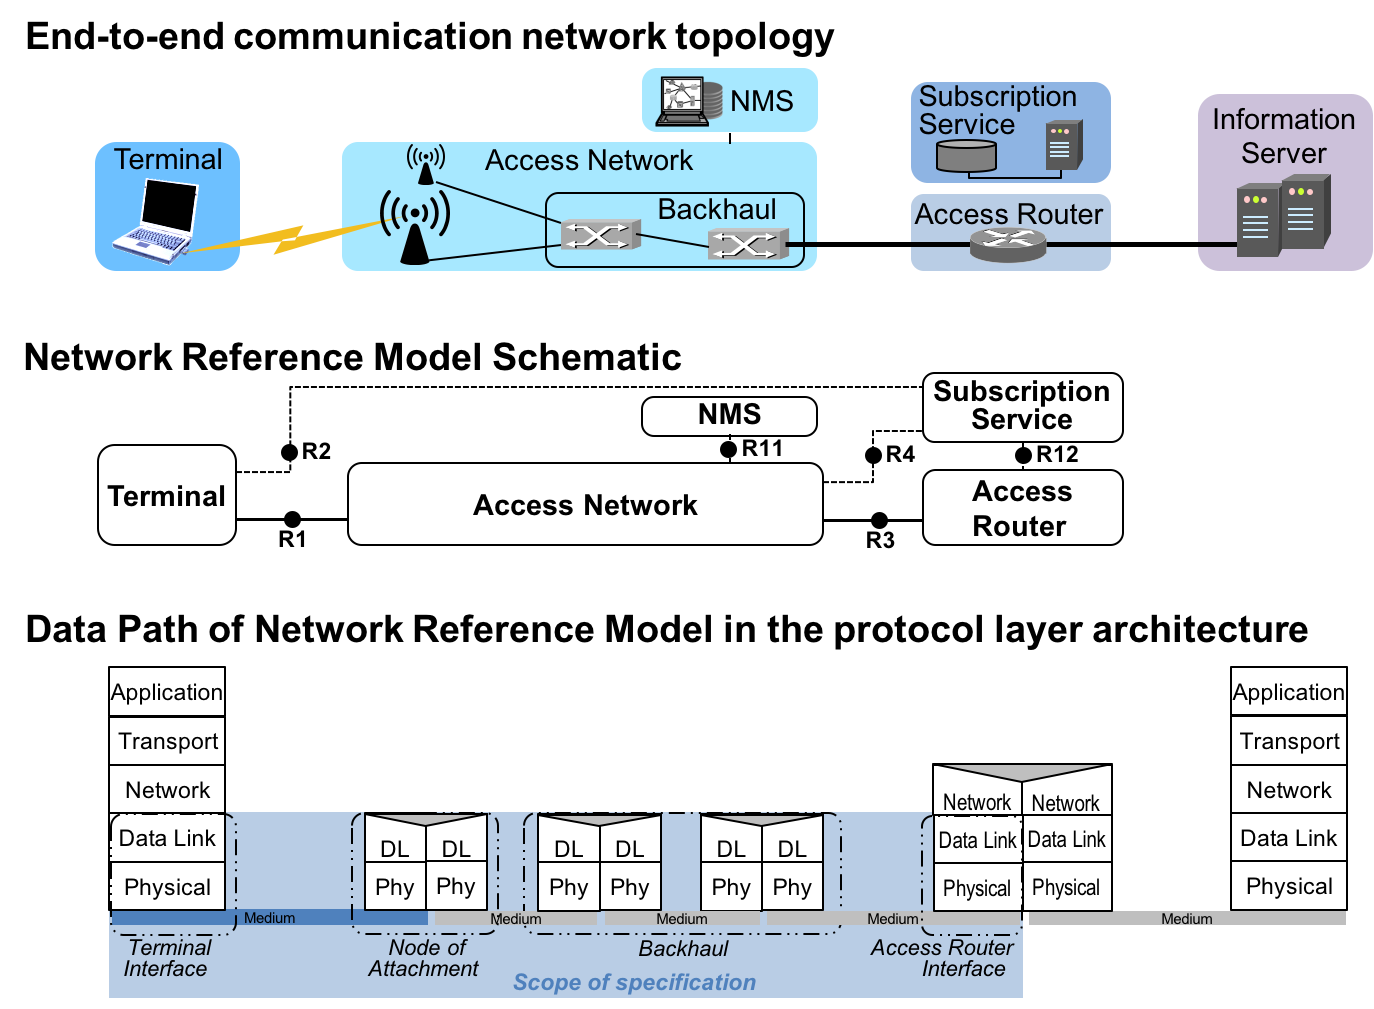 End-to-end communication network topology
NMS
Subscription
Service
Information
Server
Terminal
Access Network
Backhaul
Access Router
Network Reference Model Schematic
Subscription
Service
NMS
R2
R11
R4
R12
Terminal
Access Network
Access
Router
R1
R3
Data Path of Network Reference Model in the protocol layer architecture
Application
Application
Transport
Transport
Network
Network
Network
Network
Data Link
DL
DL
DL
DL
DL
DL
Data Link
Data Link
Data Link
Physical
Phy
Phy
Phy
Phy
Phy
Phy
Physical
Physical
Physical
Medium
Medium
Medium
Medium
Medium
Terminal
Interface
Node of
Attachment
Backhaul
Access Router
Interface
Scope of specification